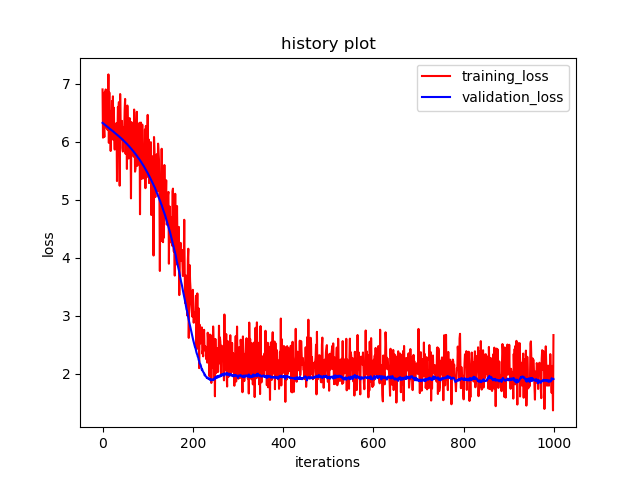 history plot
training_loss
validation_loss
7
6
5
4
3
2
loss
0 200 400 600 800 1000
iterations